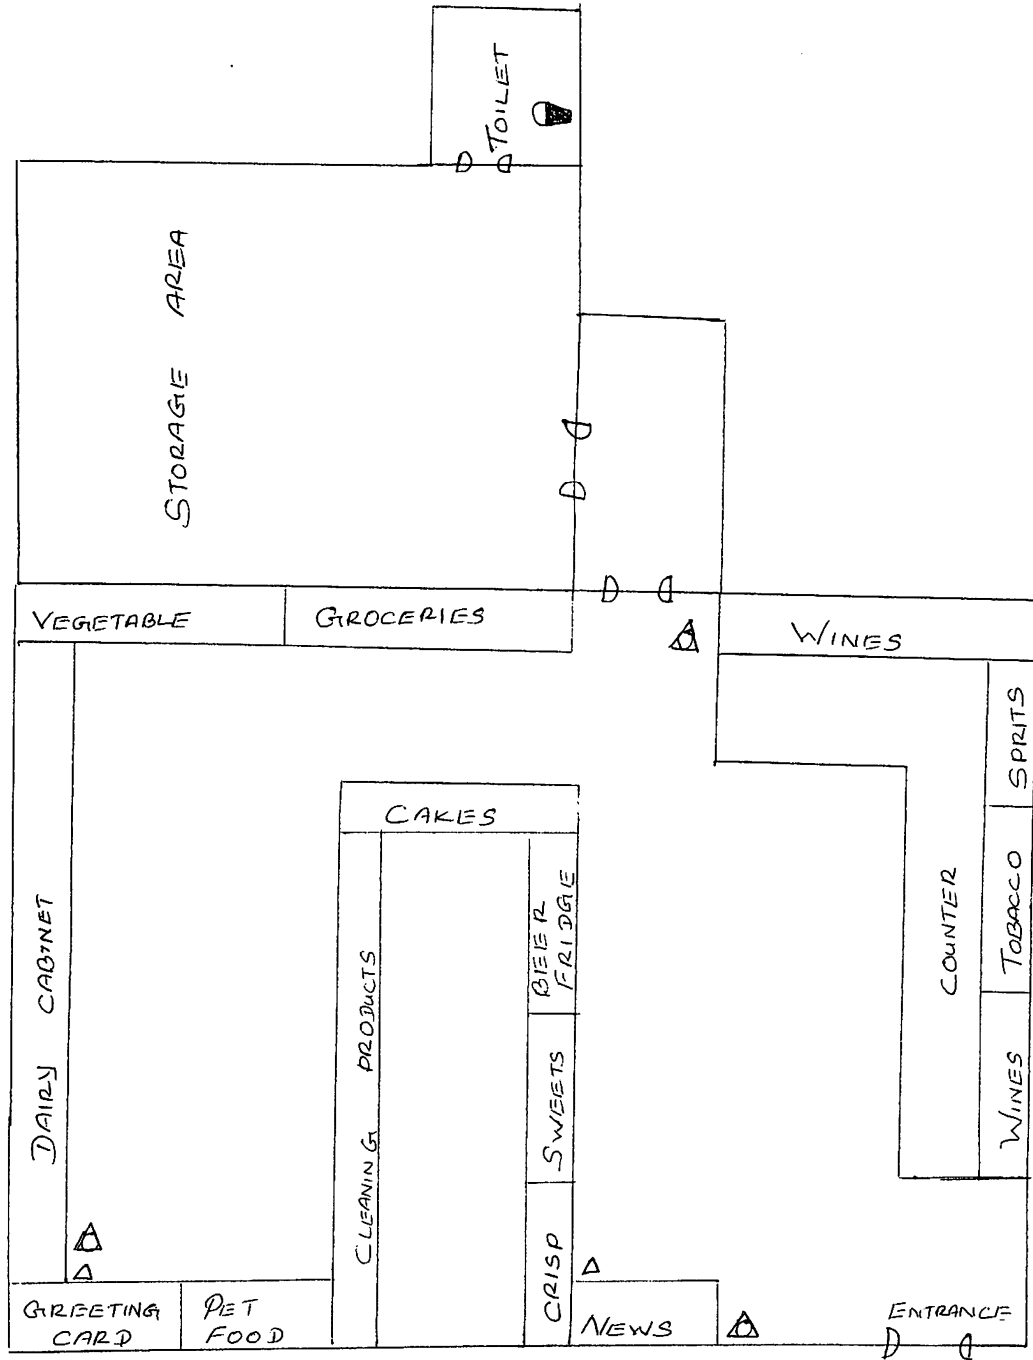 TOILET
STORAGE AREA
VEGETABLE
GROCERIES
WINES
SPRITS
CAKES
DAIRY CABINET
CLEANING PRODUCTS
BEER
FRIDGE
COUNTER
TOBACCO
SWEETS
WINES
CRISP
GREETING
CARD
PET
FOOD
NEWS
ENTRANCE